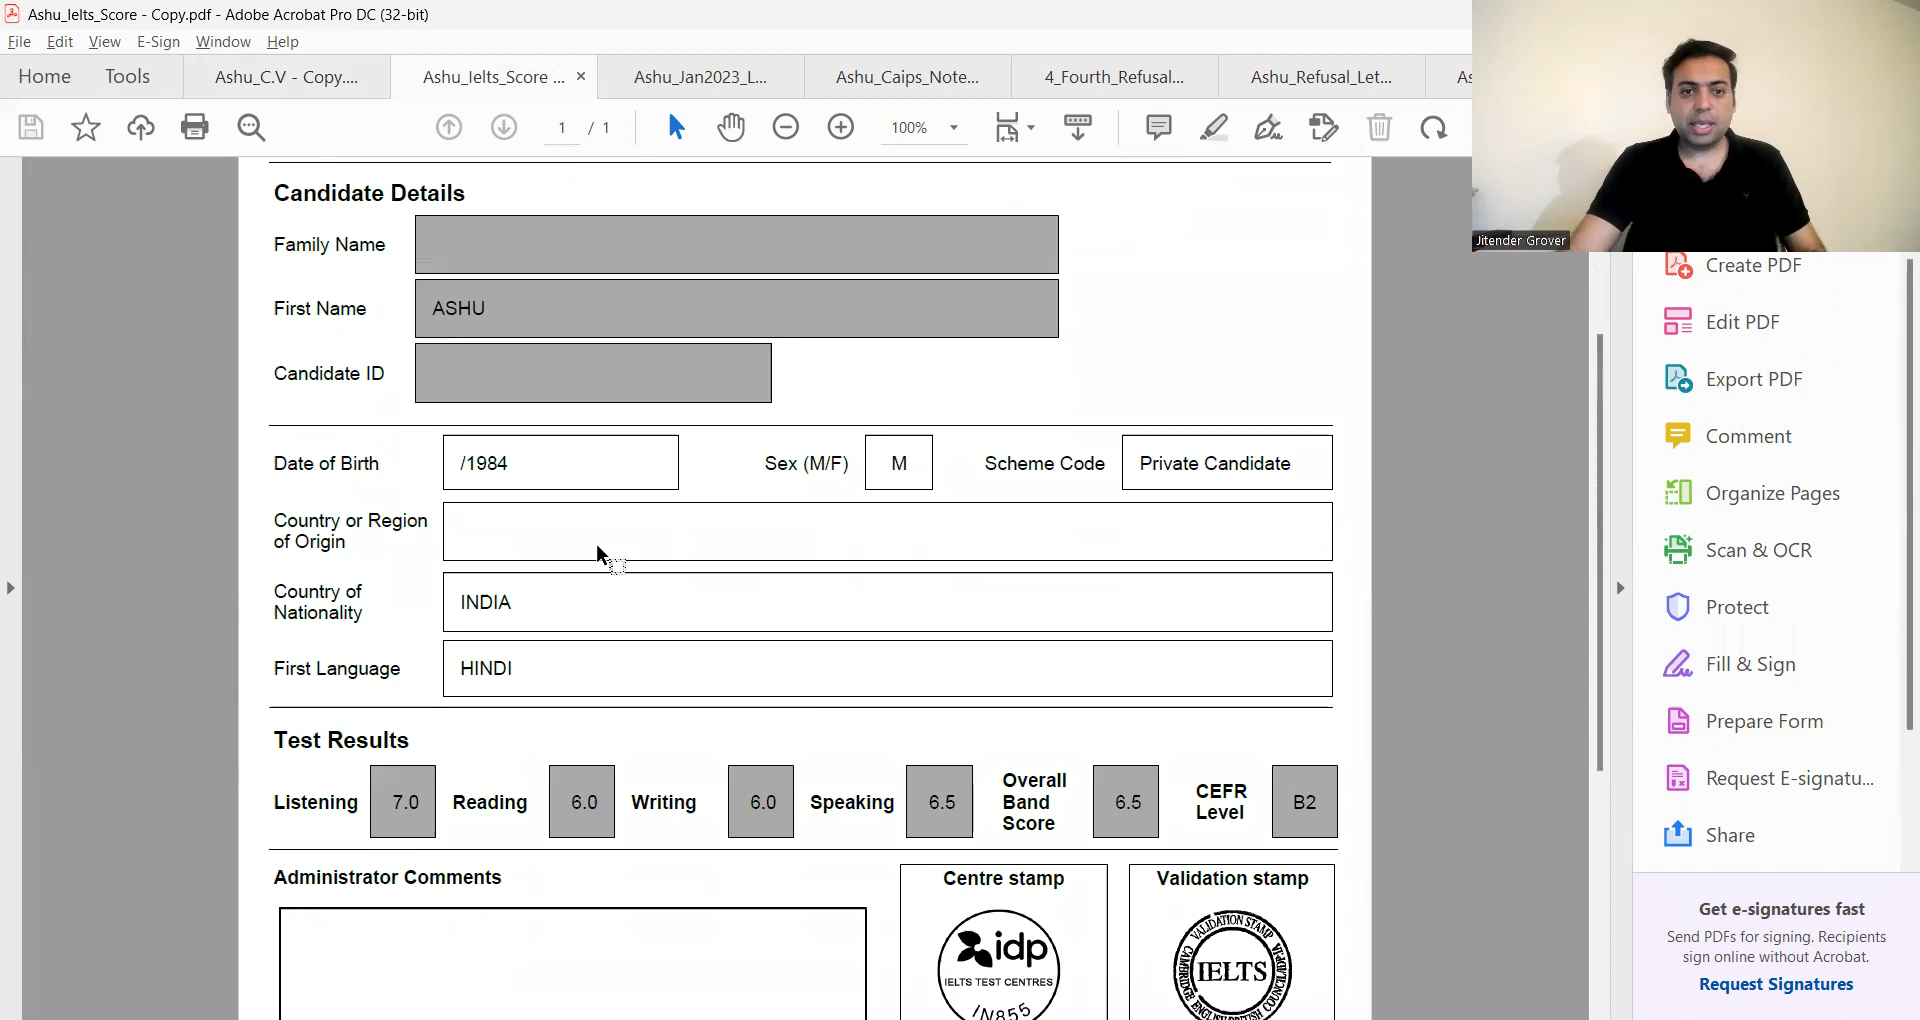 Ashu_Ielts_Score - Copy.pdf - Adobe Acrobat Pro DC (32-bit)
File Edit View E-Sign Window Help
Home Tools Ashu_C.V - Copy.... Ashu_Ielts_Score ... × Ashu_Jan2023_L... Ashu_Caips_Note... 4_Fourth_Refusal... Ashu_Refusal_Let... As
1 / 1 100%
Jitender Grover
Candidate Details
Family Name
First Name ASHU
Candidate ID
Date of Birth /1984 Sex (M/F) M Scheme Code Private Candidate
Country or Region
of Origin
Country of
Nationality INDIA
First Language HINDI
Test Results
Listening 7.0 Reading 6.0 Writing 6.0 Speaking 6.5 Overall Band Score 6.5 CEFR Level B2
Administrator Comments
Centre stamp
idp
IELTS TEST CENTRES
IN855
Validation stamp
VALIDATION STAMP
IELTS
Create PDF
Edit PDF
Export PDF
Comment
Organize Pages
Scan & OCR
Protect
Fill & Sign
Prepare Form
Request E-signatu...
Share
Get e-signatures fast
Send PDFs for signing. Recipients
sign online without Acrobat.
Request Signatures